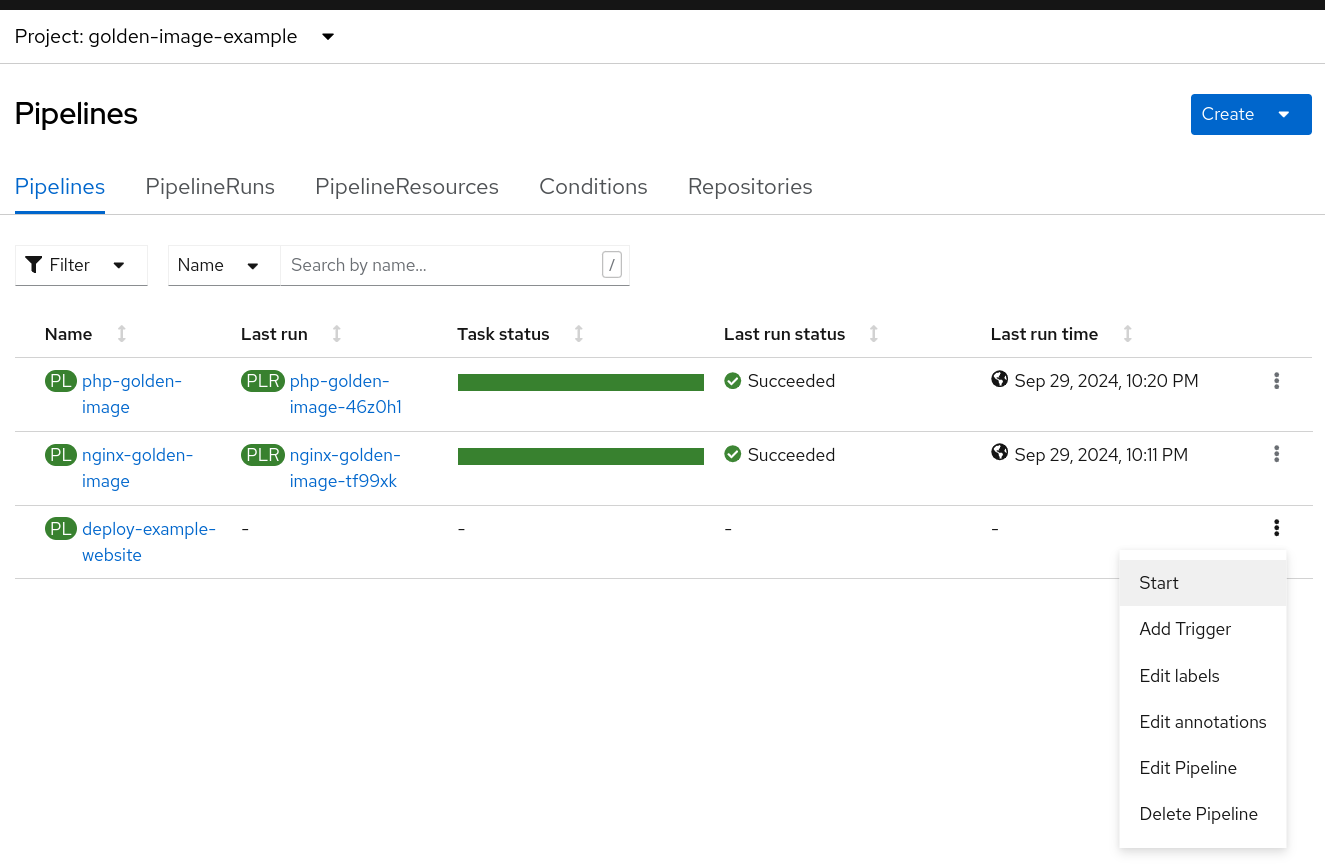 Project: golden-image-example
Pipelines
Create
Pipelines PipelineRuns PipelineResources Conditions Repositories
Filter Name Search by name... /
Name Last run Task status Last run status Last run time
PL php-golden- PLR php-golden- Succeeded Sep 29, 2024, 10:20 PM
image image-46z0h1
PL nginx-golden- PLR nginx-golden- Succeeded Sep 29, 2024, 10:11 PM
image image-tf99xk
PL deploy-example- - - - -
website
Start
Add Trigger
Edit labels
Edit annotations
Edit Pipeline
Delete Pipeline